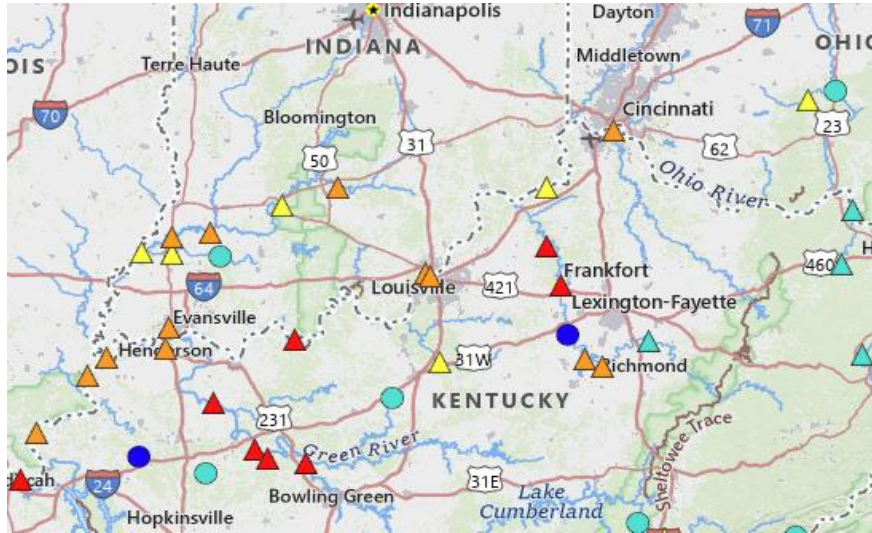 Indianapolis
Dayton
71
OHIO
INDIANA
OIS
Terre Haute
Middletown
70
Bloomington
Cincinnati
31
23
50
62
Ohio River
460
H
Louisville
64
421
Frankfort
Lexington-Fayette
Evansville
Henderson
31W
Richmond
KENTUCKY
231
Green River
Sheltowee Trace
ducah
24
31E
Bowling Green
Lake
Cumberland
Hopkinsville